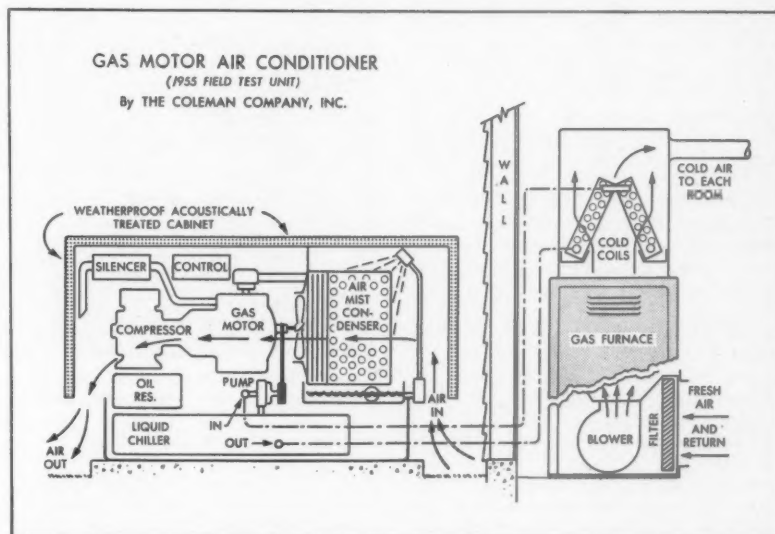 GAS MOTOR AIR CONDITIONER
(1955 FIELD TEST UNIT)
By THE COLEMAN COMPANY, INC.
WEATHERPROOF ACOUSTICALLY
TREATED CABINET
SILENCER
CONTROL
COMPRESSOR
GAS
MOTOR
AIR
MIST
CON-
DENSER
OIL
RES.
PUMP
IN
LIQUID
CHILLER
OUT
AIR
IN
AIR
OUT
WALL
COLD AIR
TO EACH
ROOM
COLD
COILS
GAS FURNACE
BLOWER
FILTER
FRESH
AIR
AND
RETURN